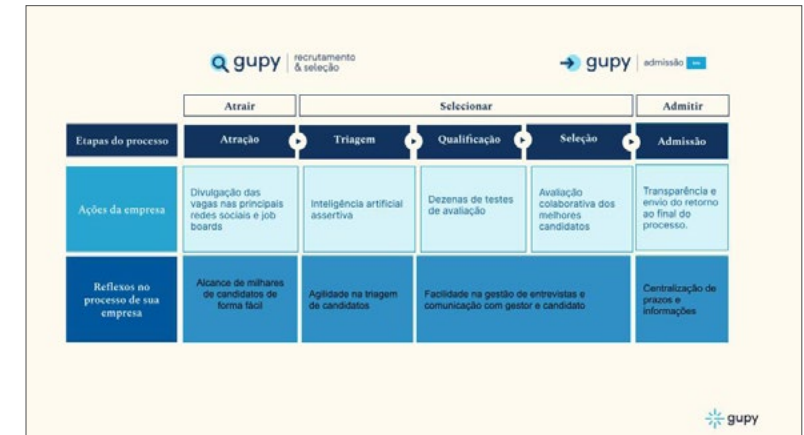 gupy | recrutamento
& seleção
gupy | admissão
Atrair
Selecionar
Admitir
Etapas do processo
Atração
Triagem
Qualificação
Seleção
Admissão
Ações da empresa
Divulgação das
vagas nas principais
redes sociais e job
boards
Inteligência artificial
assertiva
Dezenas de testes
de avaliação
Avaliação
colaborativa dos
melhores
candidatos
Transparência e
envio do retorno
ao final do
processo.
Reflexos no
processo de sua
empresa
Alcance de milhares
de candidatos de
forma fácil
Agilidade na triagem
de candidatos
Facilidade na gestão de entrevistas e
comunicação com gestor e candidato
Centralização de
prazos e
informações
gupy